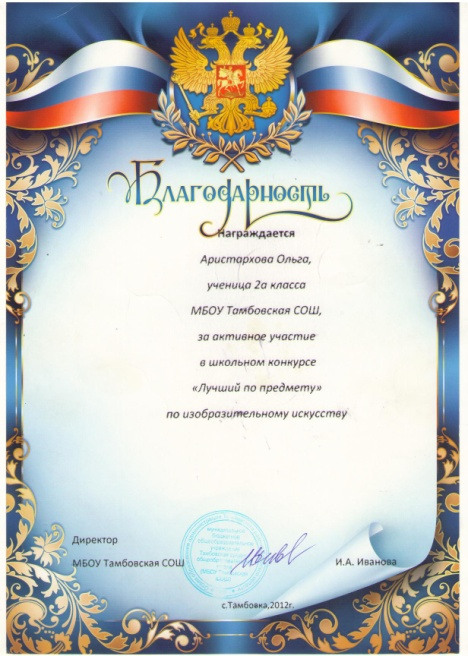 Благодарность
Награждается
Аристархова Ольга,
ученица 2а класса
МБОУ Тамбовская СОШ,
за активное участие
в школьном конкурсе
«Лучший по предмету»
по изобразительному искусству
Директор
МБОУ Тамбовская СОШ
И.А. Иванова
с.Тамбовка,2012г.